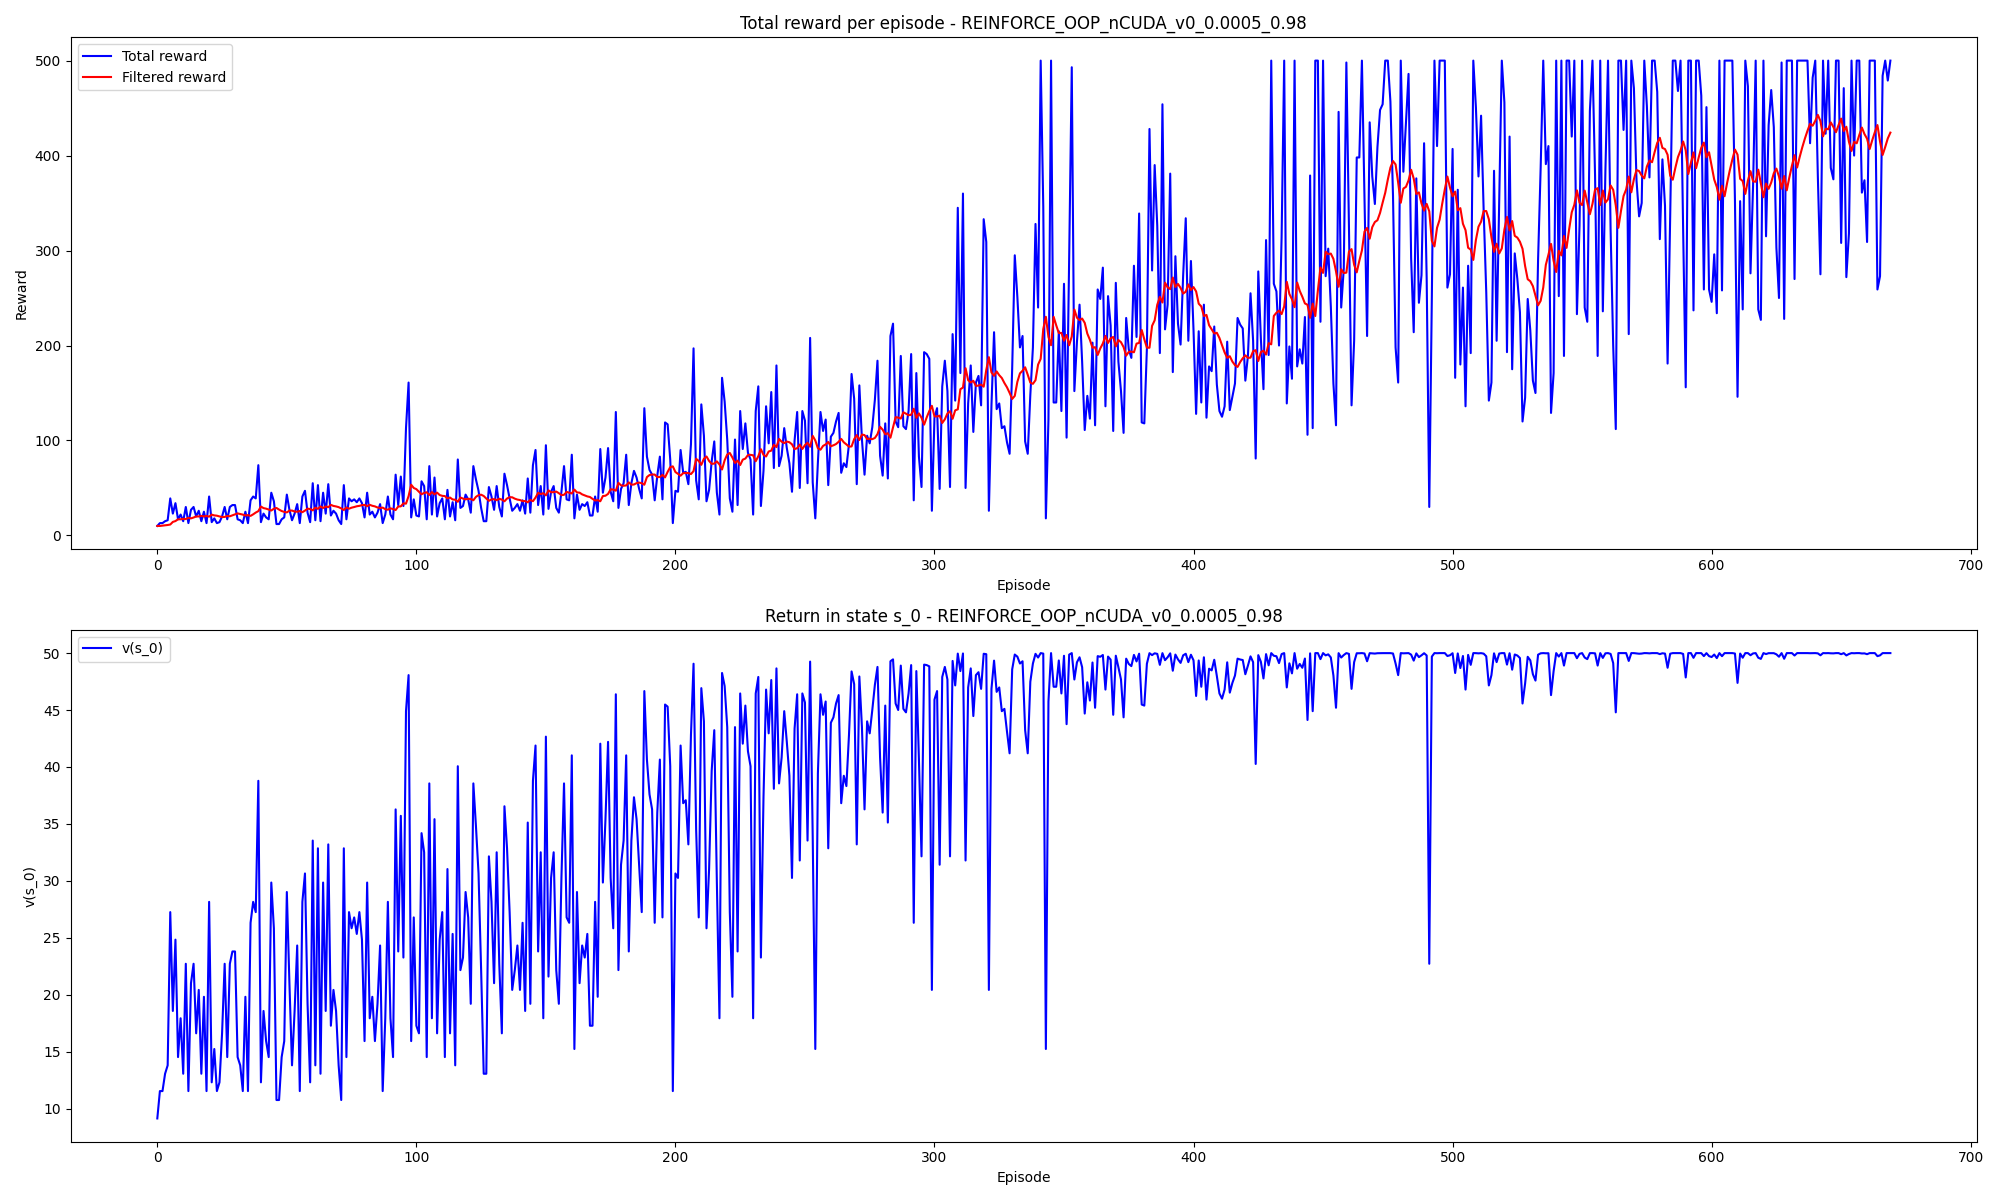 Total reward per episode - REINFORCE_OOP_nCUDA_v0_0.0005_0.98
Total reward
Filtered reward
500
400
300
200
100
0
Reward
0 100 200 300 400 500 600 700
Episode
Return in state s_0 - REINFORCE_OOP_nCUDA_v0_0.0005_0.98
v(s_0)
50
45
40
35
30
25
20
15
10
v(s_0)
0 100 200 300 400 500 600 700
Episode